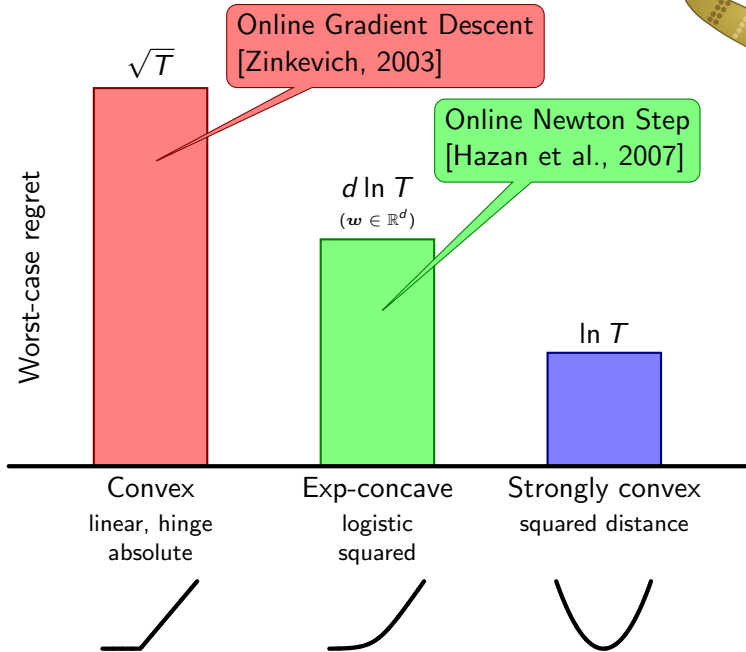 Online Gradient Descent
[Zinkevich, 2003]
√T
Online Newton Step
[Hazan et al., 2007]
d ln T
(w ∈ ℝᵈ)
ln T
Worst-case regret
Convex
linear, hinge
absolute
Exp-concave
logistic
squared
Strongly convex
squared distance